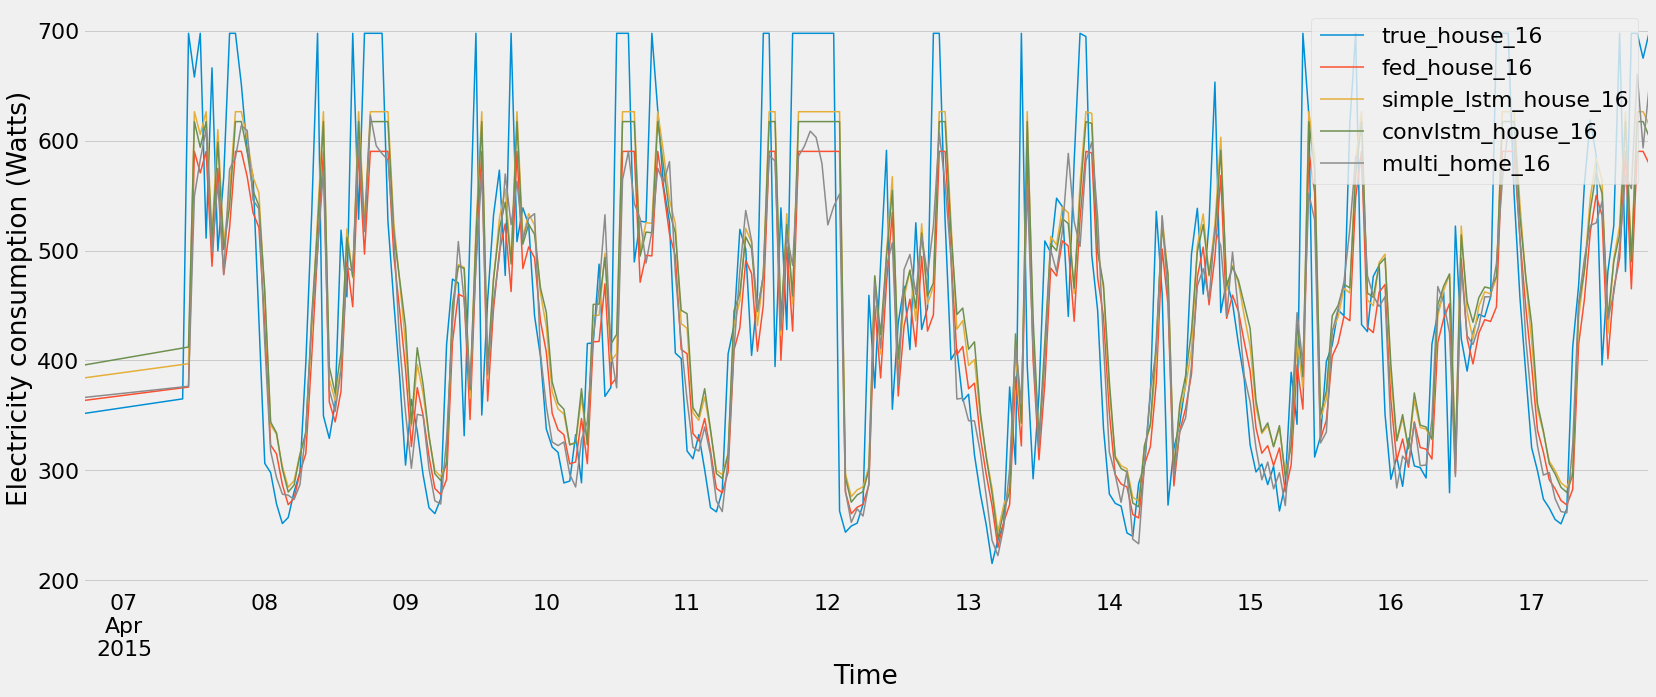 Electricity consumption (Watts)
700
600
500
400
300
200
true_house_16
fed_house_16
simple_lstm_house_16
convlstm_house_16
multi_home_16
07 08 09 10 11 12 13 14 15 16 17
Apr
2015
Time